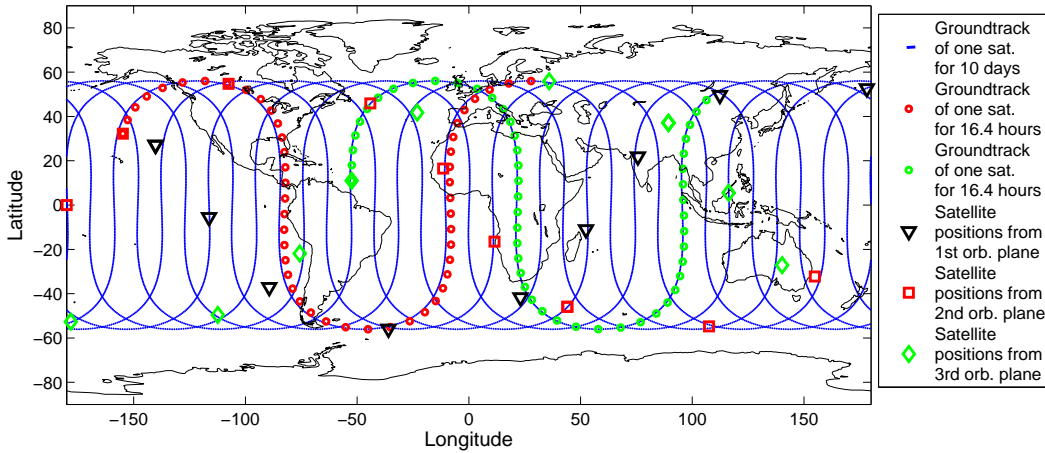 80
60
40
20
0
−20
−40
−60
−80
Latitude
−150
−100
−50
0
50
100
150
Longitude
Groundtrack
of one sat.
for 10 days
Groundtrack
of one sat.
for 16.4 hours
Groundtrack
of one sat.
for 16.4 hours
Satellite
positions from
1st orb. plane
Satellite
positions from
2nd orb. plane
Satellite
positions from
3rd orb. plane